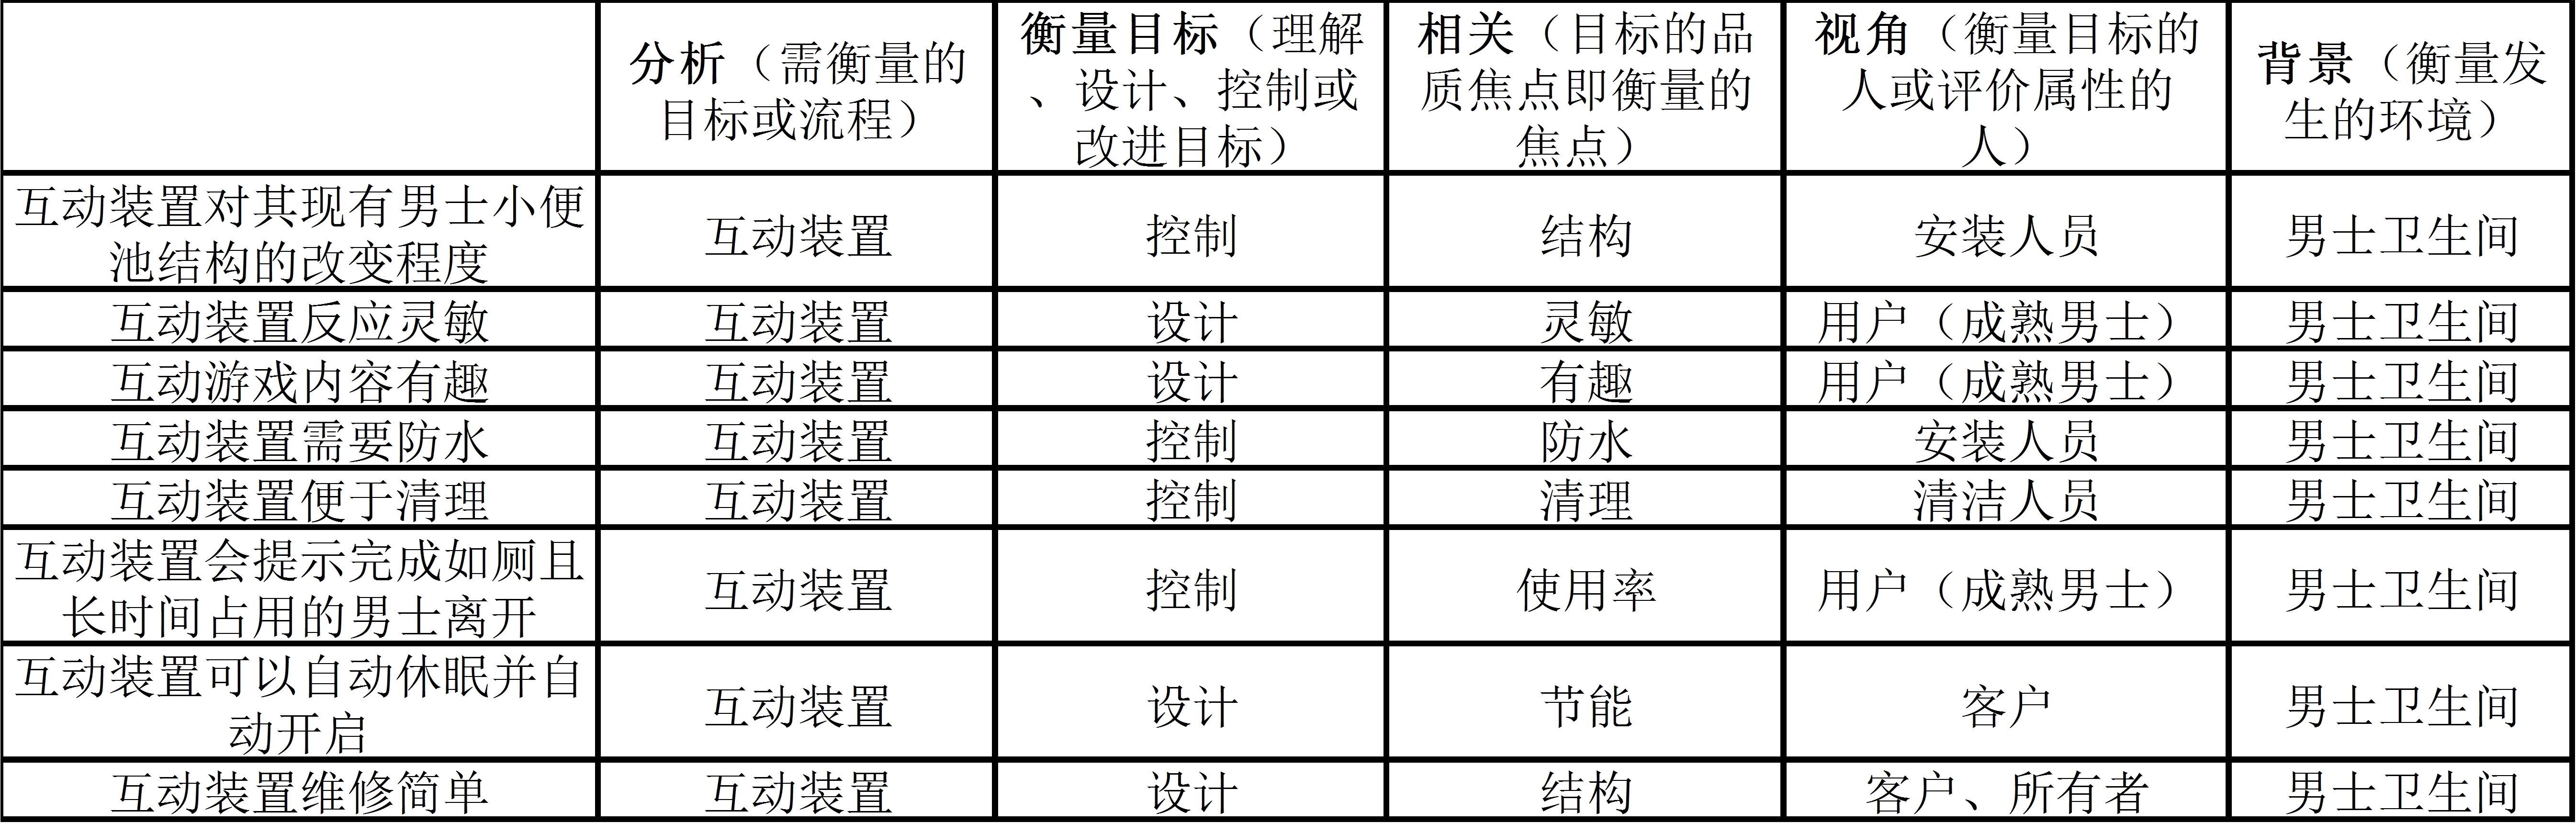 分析（需衡量的
目标或流程）
衡量目标（理解
、设计、控制或
改进目标）
相关（目标的品
质焦点即衡量的
焦点）
视角（衡量目标的
人或评价属性的
人）
背景（衡量发
生的环境）
互动装置对其现有男士小便
池结构的改变程度
互动装置
控制
结构
安装人员
男士卫生间
互动装置反应灵敏
互动装置
设计
灵敏
用户（成熟男士）
男士卫生间
互动游戏内容有趣
互动装置
设计
有趣
用户（成熟男士）
男士卫生间
互动装置需要防水
互动装置
控制
防水
安装人员
男士卫生间
互动装置便于清理
互动装置
控制
清理
清洁人员
男士卫生间
互动装置会提示完成如厕且
长时间占用的男士离开
互动装置
控制
使用率
用户（成熟男士）
男士卫生间
互动装置可以自动休眠并自
动开启
互动装置
设计
节能
客户
男士卫生间
互动装置维修简单
互动装置
设计
结构
客户、所有者
男士卫生间